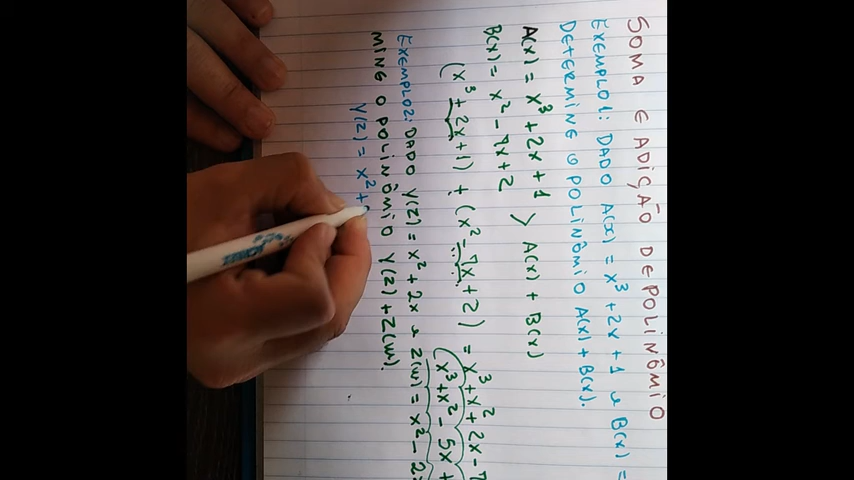 SOMA E ADIÇÃO DE POLINÔMIO
EXEMPLO1: DADO A(x) = x³ + 2x + 1 e B(x) =
DETERMINE O POLINÔMIO A(x) + B(x).
A(x) = x³ + 2x + 1 > A(x) + B(x)
B(x) = x² - 7x + 2
(x³ + 2x + 1) + (x² - 7x + 2) = x³ + x² + 2x - 7
x³ + x² - 5x +
EXEMPLO2: DADO Y(Z) = x² + 2x e Z(w) = x² - 2
MINE O POLINÔMIO Y(Z) + Z(w).
Y(Z) = x² +